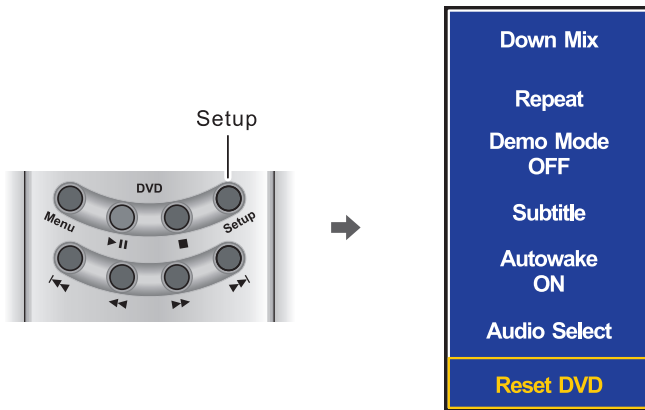 Setup
DVD
Menu
Setup
Down Mix
Repeat
Demo Mode
OFF
Subtitle
Autowake
ON
Audio Select
Reset DVD